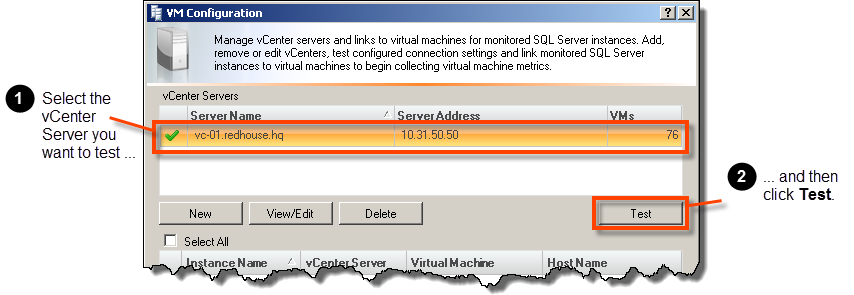 VM Configuration
?
X
Manage vCenter servers and links to virtual machines for monitored SQL Server instances. Add,
remove or edit vCenters, test configured connection settings and link monitored SQL Server
instances to virtual machines to begin collecting virtual machine metrics.
1
Select the
vCenter
Server you
want to test ...
vCenter Servers
Server Name
Server Address
VMs
vc-01.redhouse.hq
10.31.50.50
76
2
... and then
click Test.
New
View/Edit
Delete
Test
Select All
Instance Name
vCenter Server
Virtual Machine
Host Name